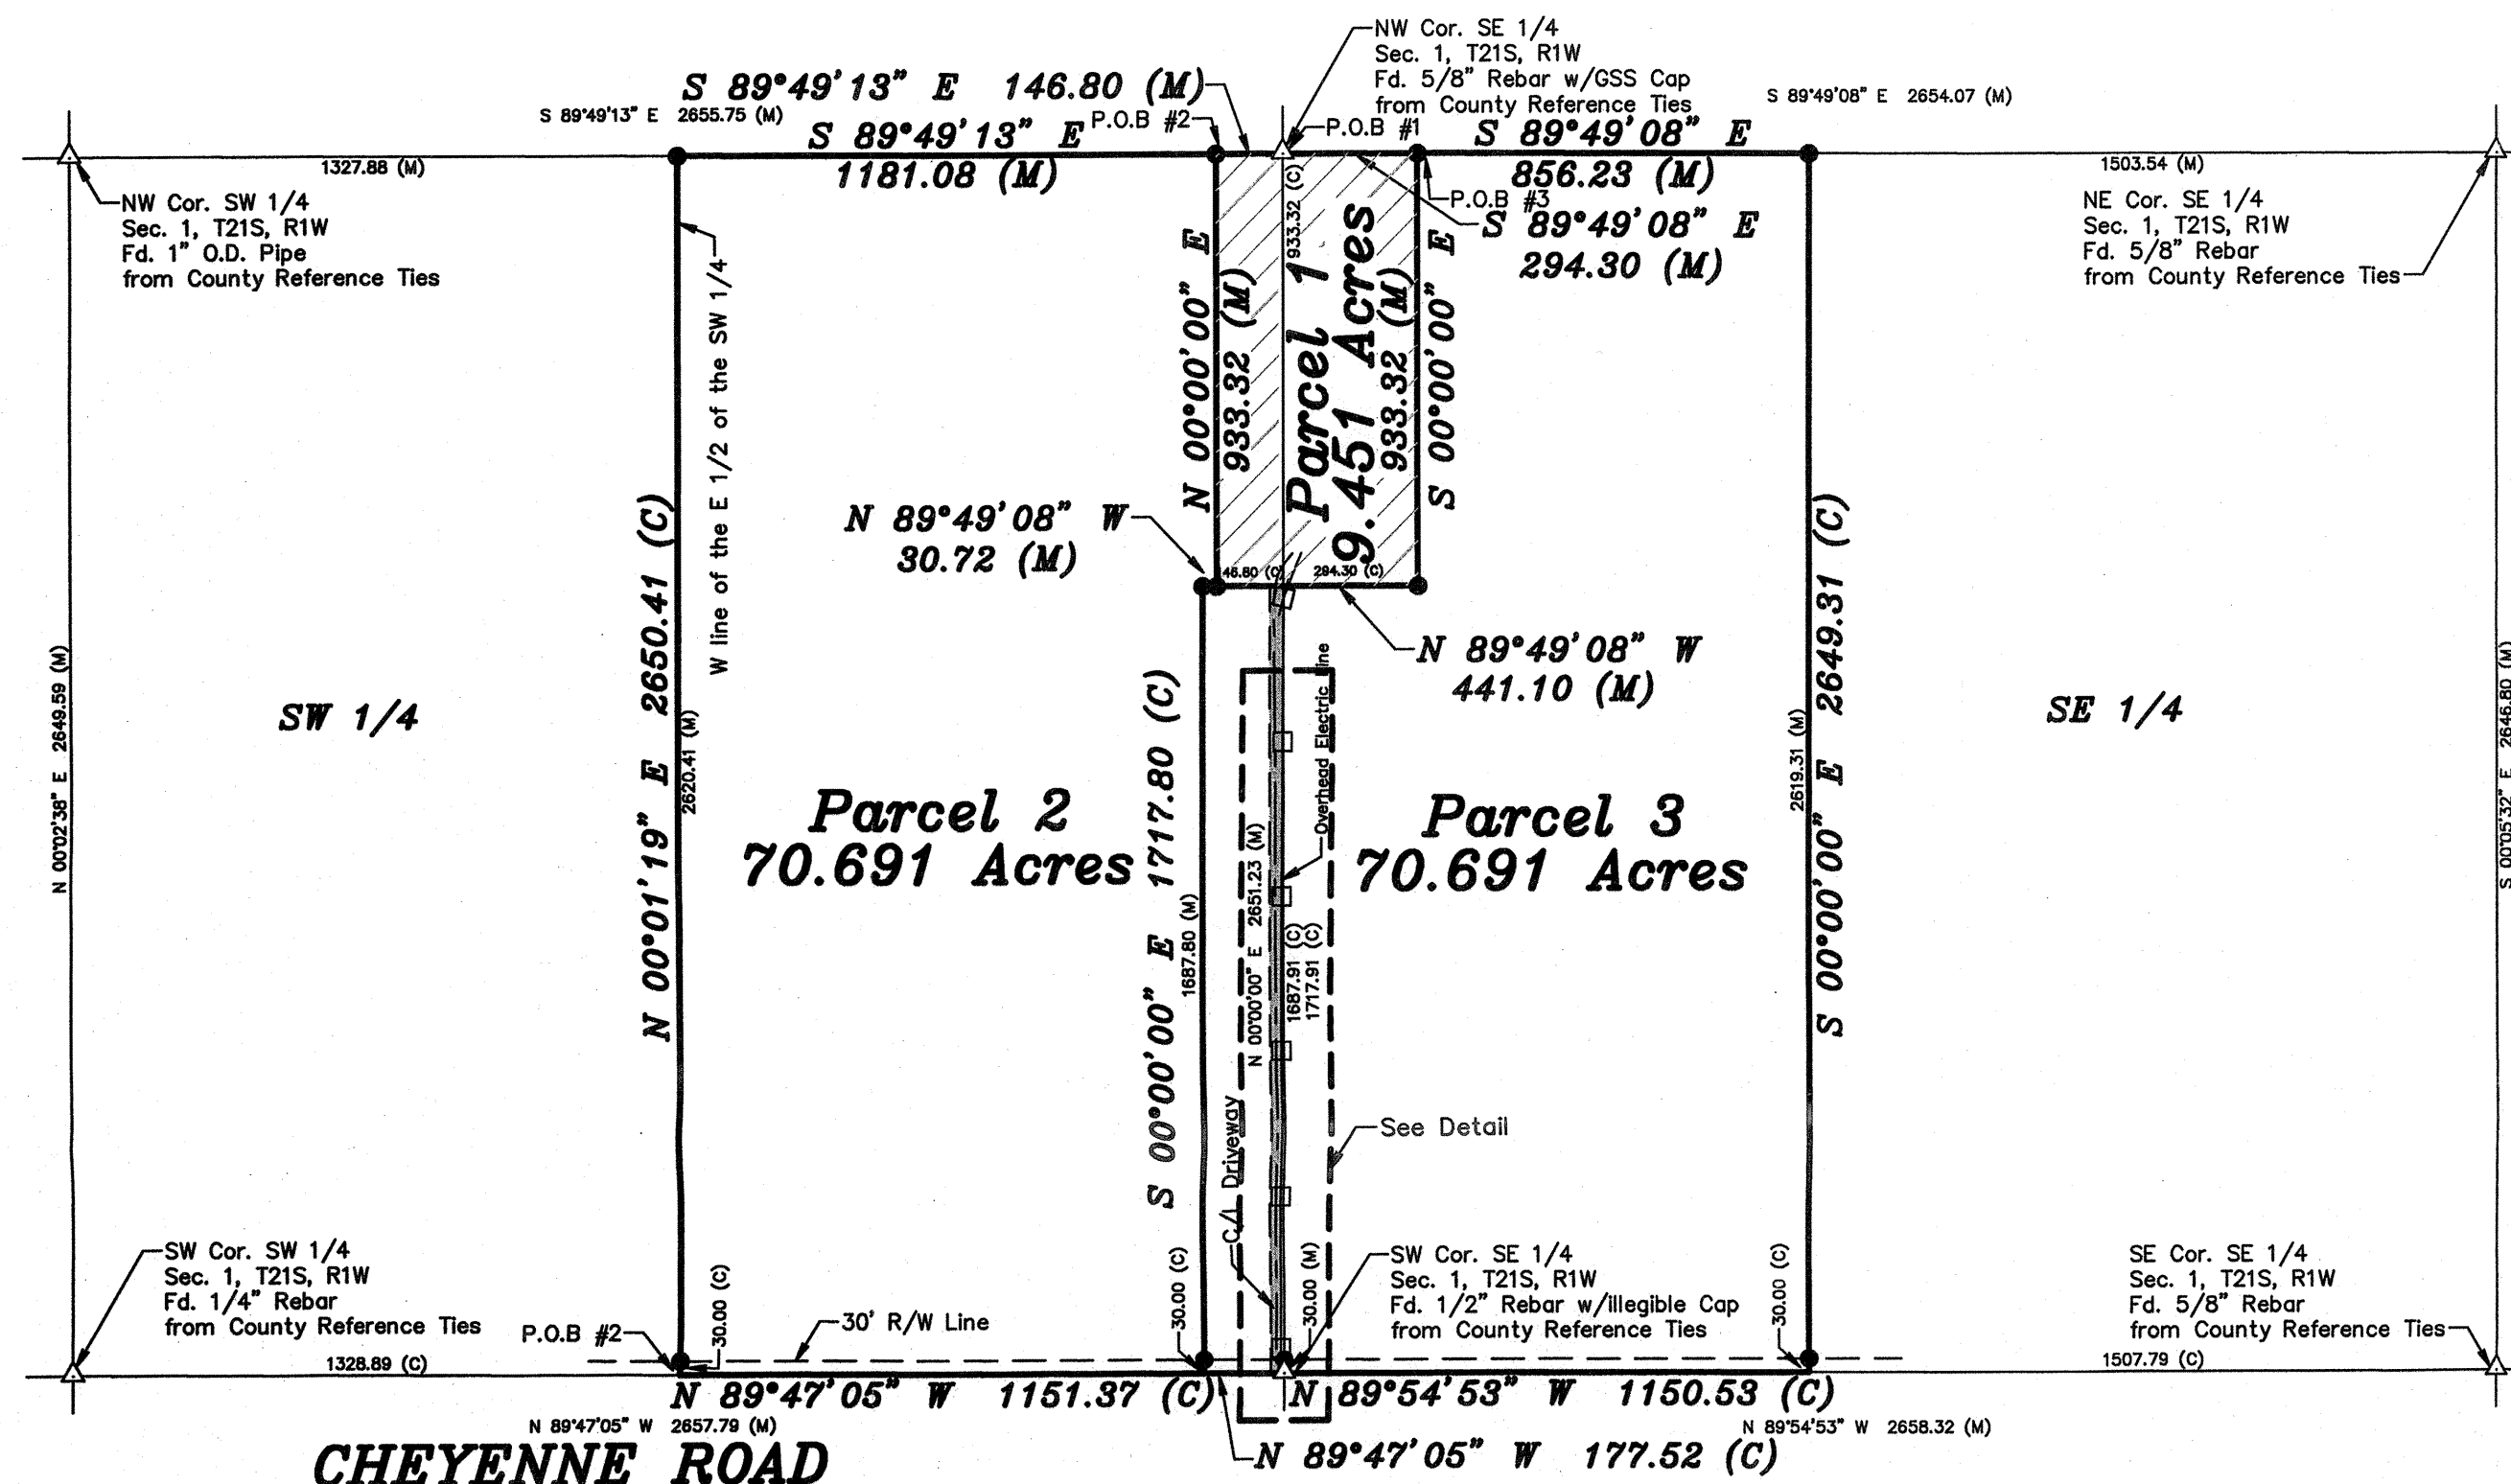 NW Cor. SE 1/4
Sec. 1, T21S, R1W
Fd. 5/8" Rebar w/GSS Cap
from County Reference Ties
S 89°49'13" E 146.80 (M)
S 89°49'13" E 2655.75 (M)
P.O.B #2
P.O.B #1
S 89°49'08" E 2654.07 (M)
S 89°49'13" E
1181.08 (M)
S 89°49'08" E
856.23 (M)
1327.88 (M)
1503.54 (M)
P.O.B #3
S 89°49'08" E
294.30 (M)
NW Cor. SW 1/4
Sec. 1, T21S, R1W
Fd. 1" O.D. Pipe
from County Reference Ties
NE Cor. SE 1/4
Sec. 1, T21S, R1W
Fd. 5/8" Rebar
from County Reference Ties
W line of the E 1/2 of the SW 1/4
N 00°00'00" E
933.32 (M)
933.32 (C)
Parcel 1
9.451 Acres
933.32 (M)
S 00°00'00" E
N 89°49'08" W
30.72 (M)
46.80 (C)
294.30 (C)
N 89°49'08" W
441.10 (M)
N 00°02'38" E 2649.59 (M)
SW 1/4
N 00°01'19" E 2650.41 (C)
2620.41 (M)
Parcel 2
70.691 Acres
S 00°00'00" E 1717.80 (C)
1687.80 (M)
N 00°00'00" E 2651.23 (M)
Overhead Electric Line
1687.91 (C)
1717.91 (C)
Parcel 3
70.691 Acres
2619.31 (M)
S 00°00'00" E 2649.31 (C)
SE 1/4
S 00°05'32" E 2646.80 (M)
C/L Driveway
See Detail
SW Cor. SW 1/4
Sec. 1, T21S, R1W
Fd. 1/4" Rebar
from County Reference Ties
P.O.B #2
30.00 (C)
30' R/W Line
30.00 (C)
30.00 (M)
SW Cor. SE 1/4
Sec. 1, T21S, R1W
Fd. 1/2" Rebar w/illegible Cap
from County Reference Ties
30.00 (C)
SE Cor. SE 1/4
Sec. 1, T21S, R1W
Fd. 5/8" Rebar
from County Reference Ties
1328.89 (C)
1507.79 (C)
N 89°47'05" W 1151.37 (C)
N 89°54'53" W 1150.53 (C)
N 89°47'05" W 2657.79 (M)
N 89°54'53" W 2658.32 (M)
N 89°47'05" W 177.52 (C)
CHEYENNE ROAD